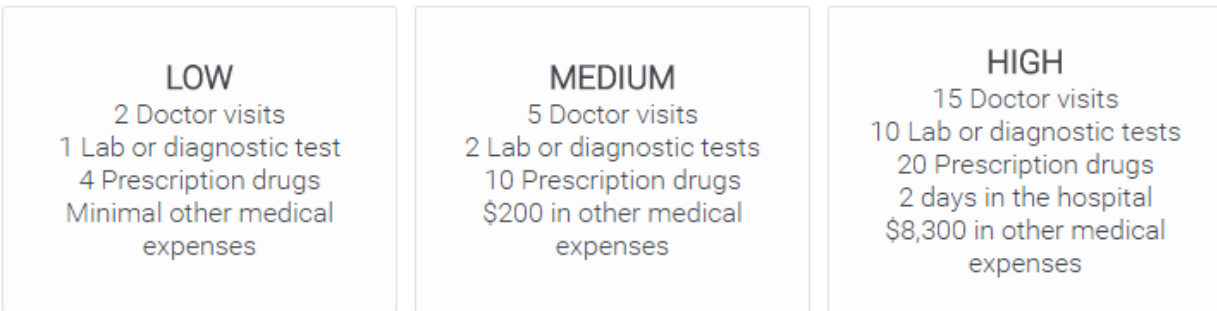 LOW
2 Doctor visits
1 Lab or diagnostic test
4 Prescription drugs
Minimal other medical
expenses
MEDIUM
5 Doctor visits
2 Lab or diagnostic tests
10 Prescription drugs
$200 in other medical
expenses
HIGH
15 Doctor visits
10 Lab or diagnostic tests
20 Prescription drugs
2 days in the hospital
$8,300 in other medical
expenses